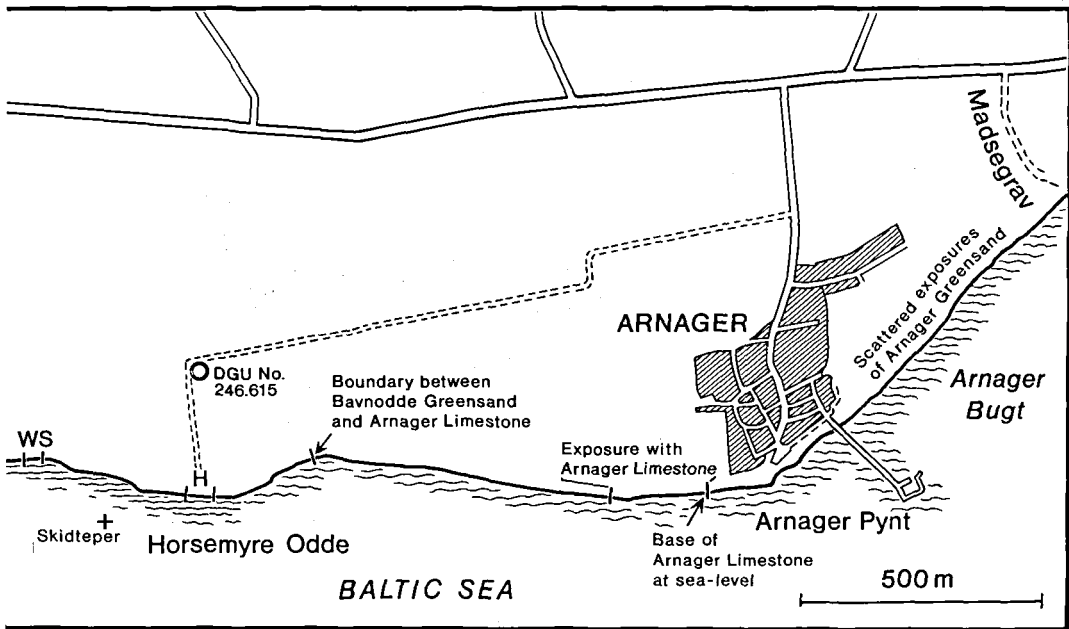 Madsegrav
Scattered exposures
of Arnager Greensand
ARNAGER
DGU No.
246.615
Boundary between
Bavnodde Greensand
and Arnager Limestone
Arnager
Bugt
WS
H
Exposure with
Arnager Limestone
Skidteper
Horsemyre Odde
Arnager Pynt
Base of
Arnager Limestone
at sea-level
BALTIC SEA
500 m